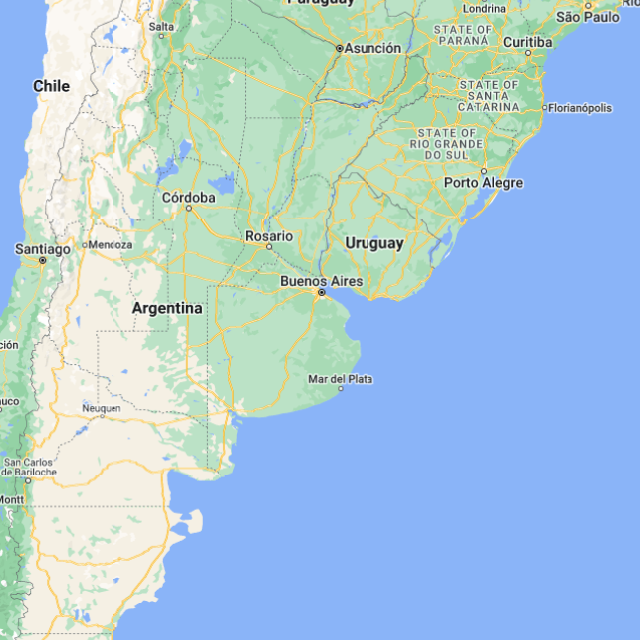 Paraguay
Londrina
São Paulo
Salta
STATE OF
PARANÁ
Asunción
Curitiba
Chile
STATE OF
SANTA
CATARINA
Florianópolis
STATE OF
RIO GRANDE
DO SUL
Porto Alegre
Córdoba
Rosario
Uruguay
Santiago
Mendoza
Buenos Aires
Argentina
ción
Mar del Plata
uco
Neuquen
San Carlos
de Bariloche
Montt